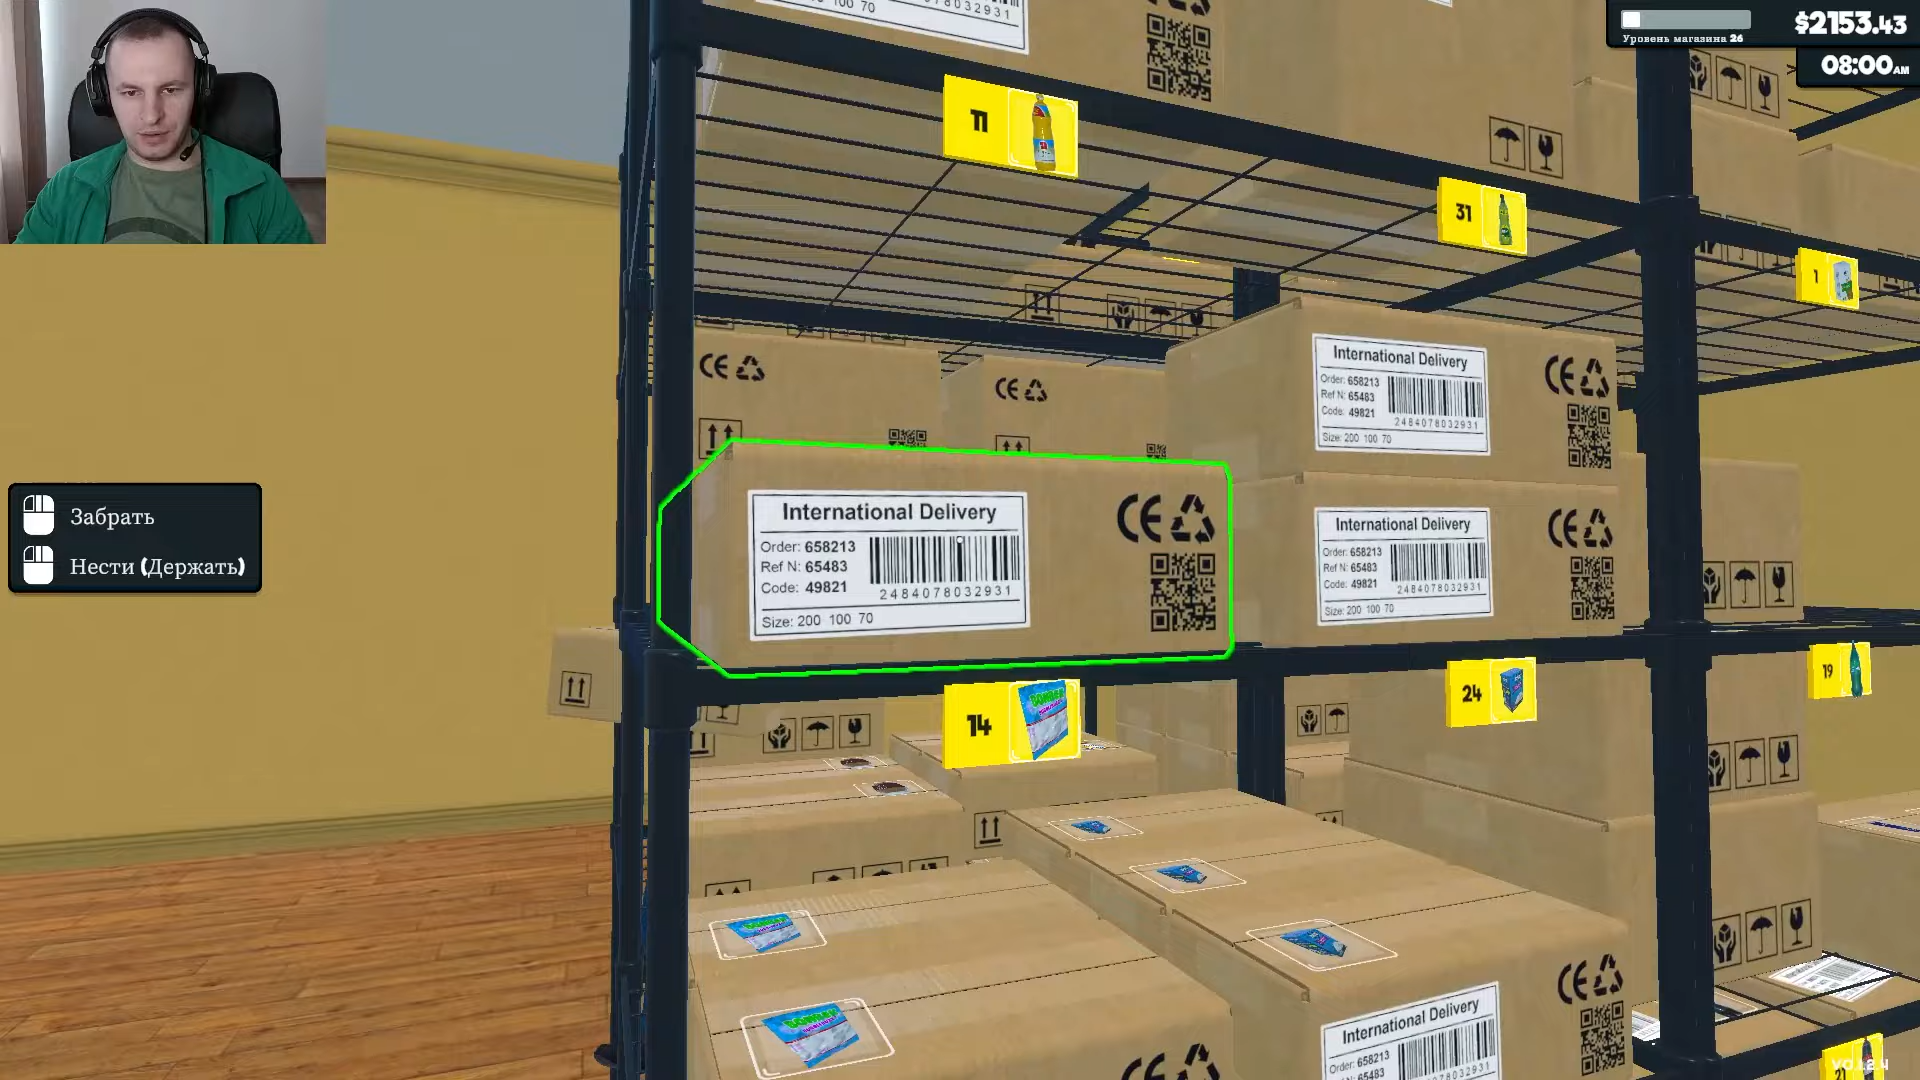 $2153.43
Уровень магазина 26
08:00AM
11
31
1
International Delivery
Order: 658213
Ref N: 65483
Code: 49821
2484078032931
Size: 200 100 70
International Delivery
Order: 658213
Ref N: 65483
Code: 49821
2484078032931
Size: 200 100 70
International Delivery
Order: 658213
Ref N: 65483
Code: 49821
2484078032931
Size: 200 100 70
Забрать
Нести (Держать)
14
24
19
International Delivery
Order: 658213
Ref N: 65483
21